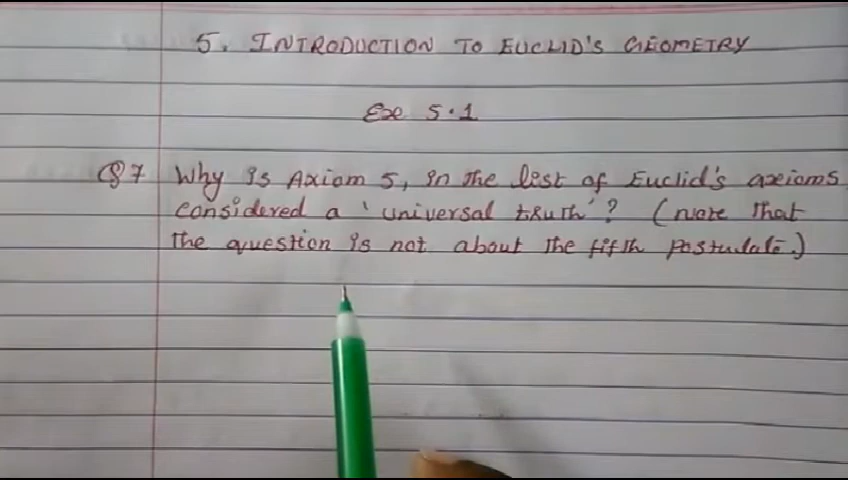 5. INTRODUCTION TO EUCLID'S GEOMETRY
Exe 5.1
Q7 Why is Axiom 5, in the list of Euclid's axioms
considered a 'universal truth'? (Note that
the question is not about the fifth postulate.)